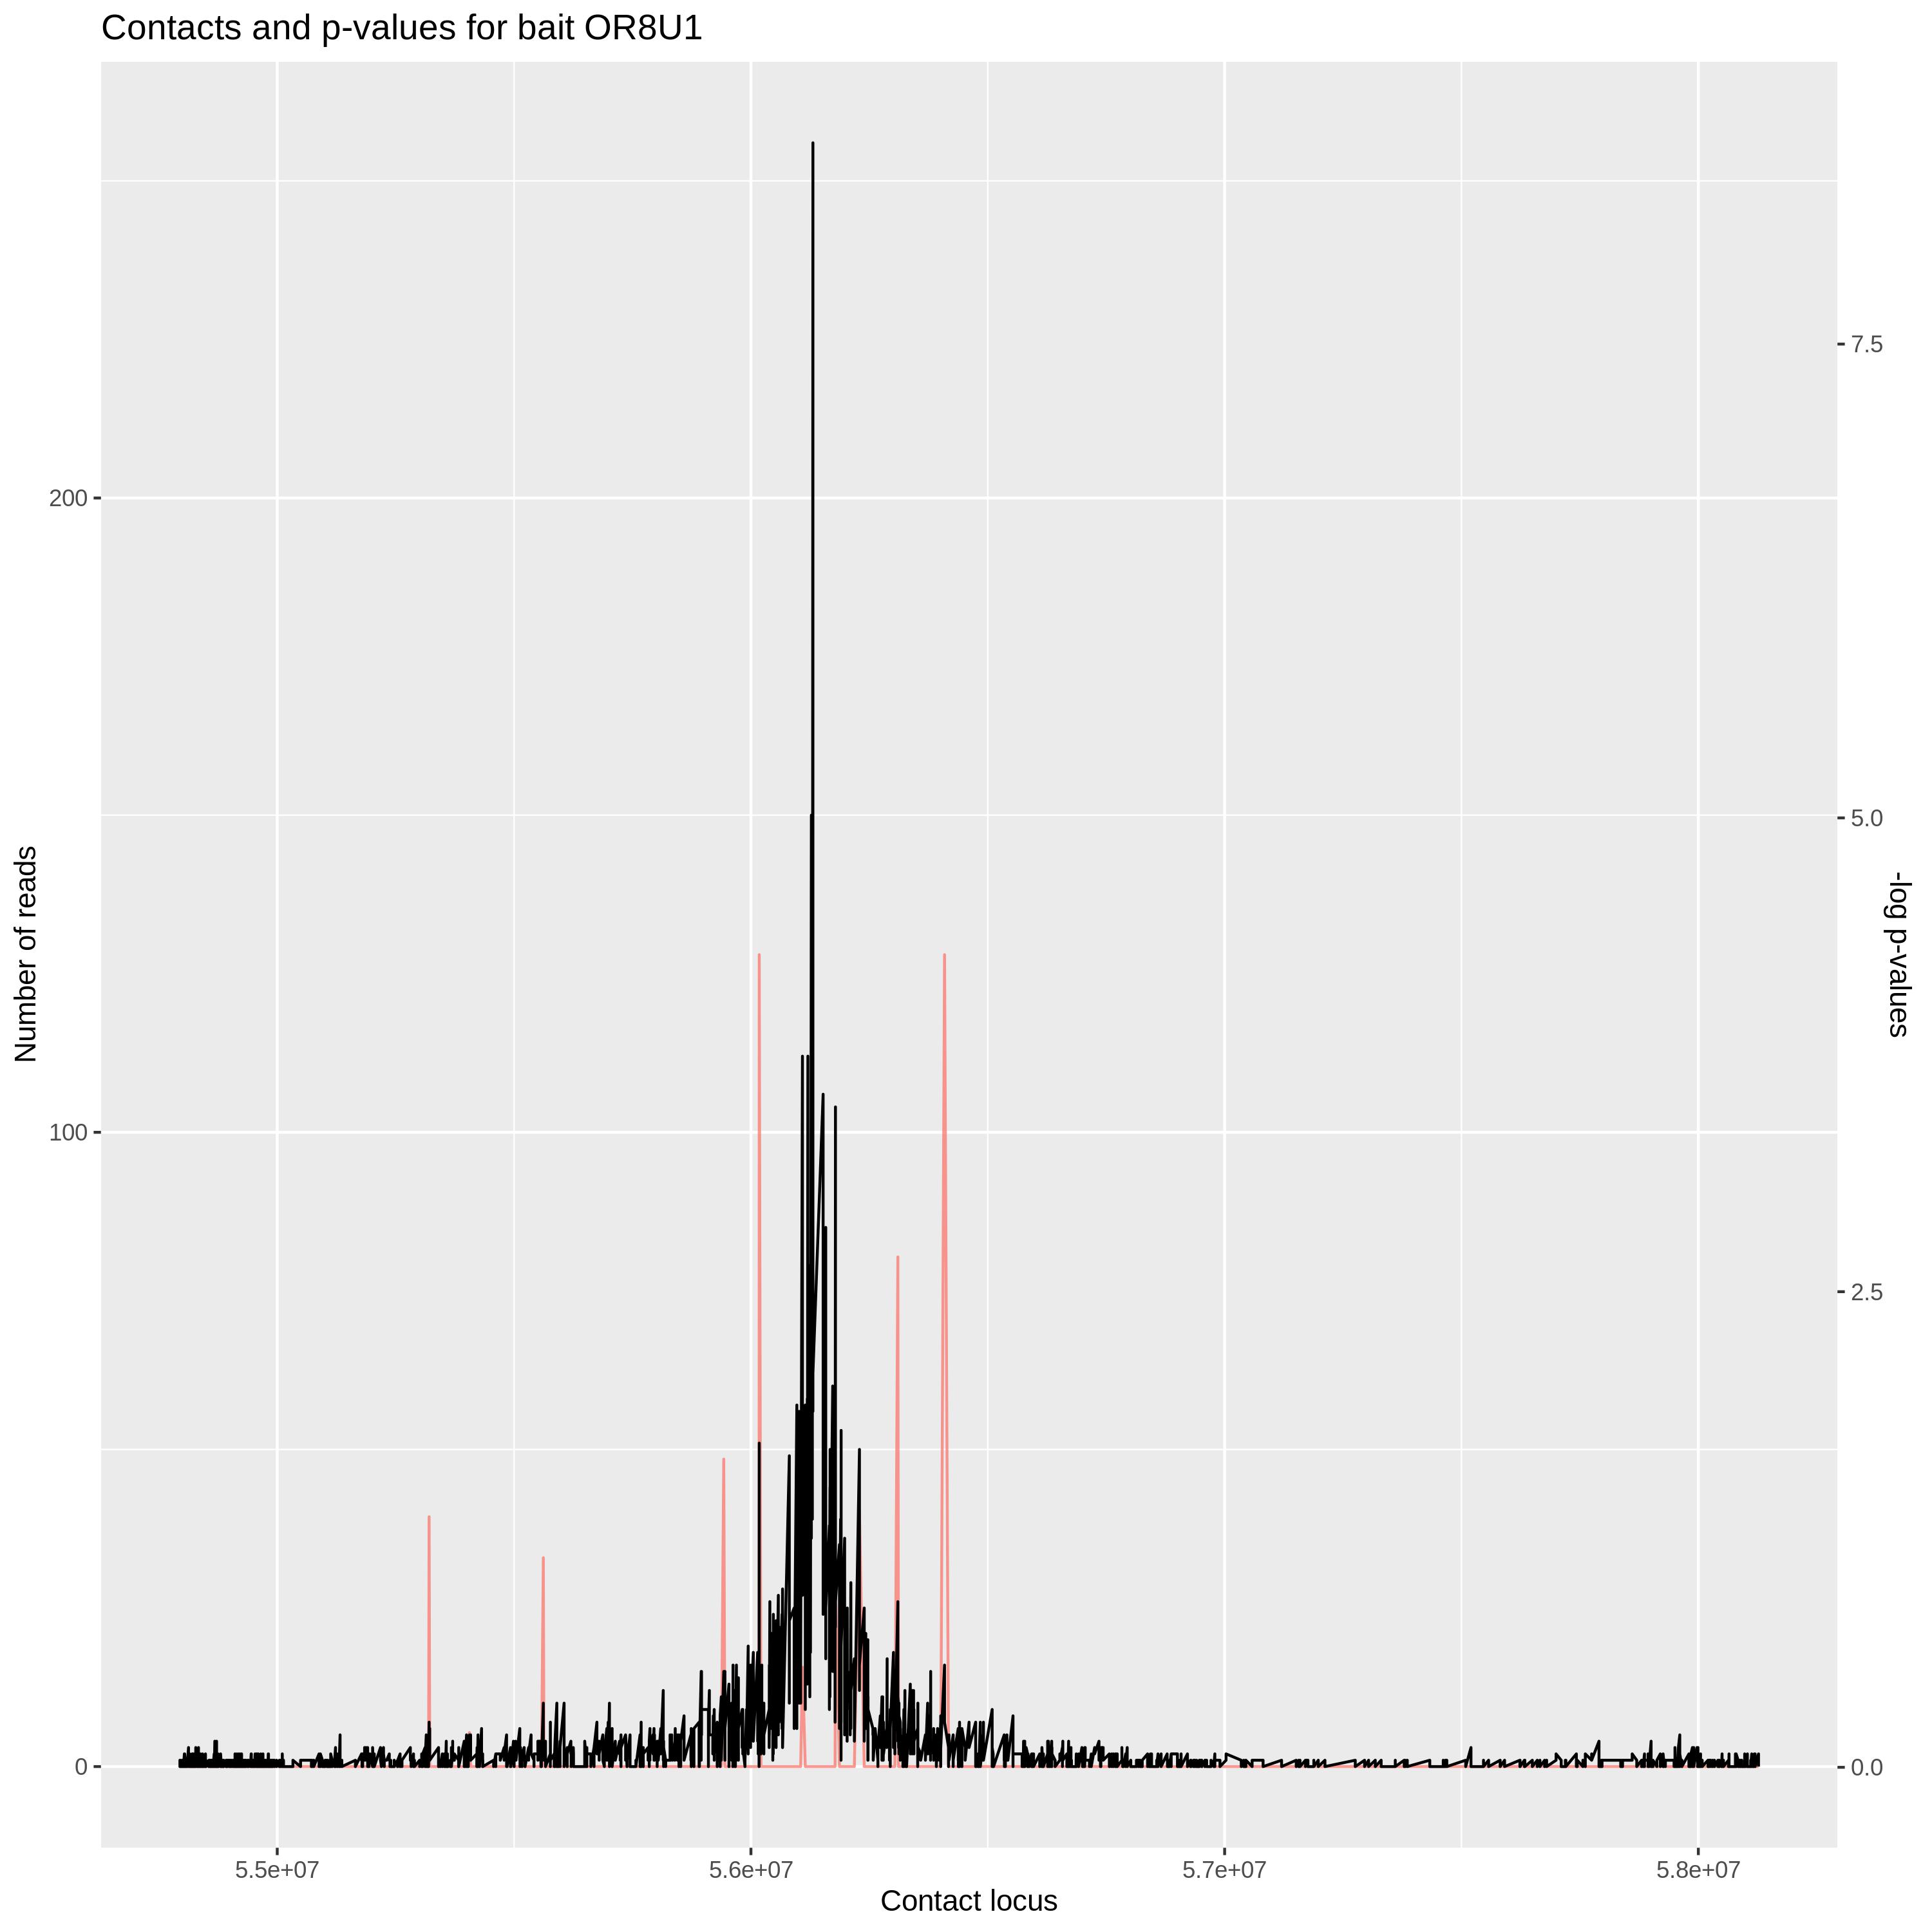 Contacts and p-values for bait OR8U1
Number of reads
200
100
0
7.5
5.0
2.5
0.0
-log p-values
5.5e+07 5.6e+07 5.7e+07 5.8e+07
Contact locus